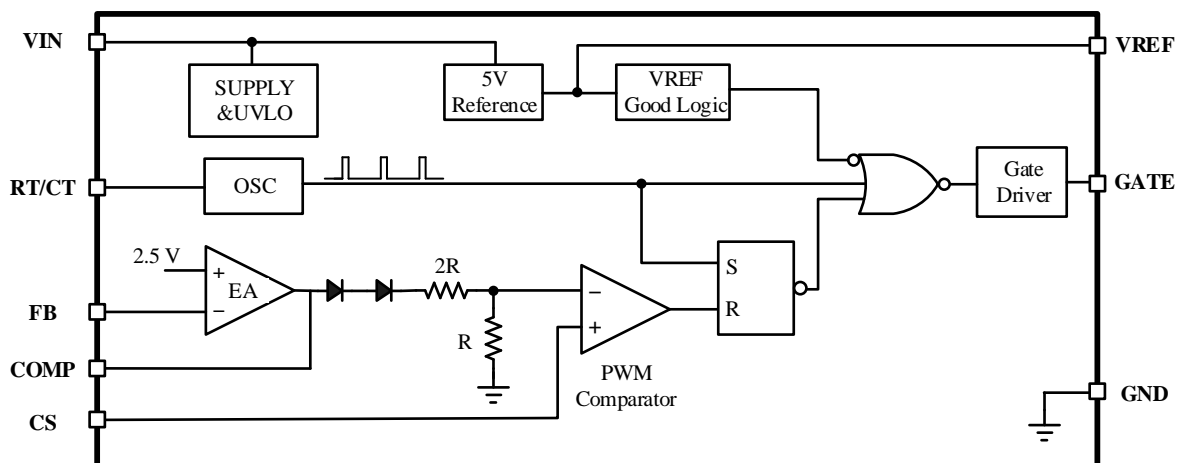 VIN
VREF
SUPPLY
&UVLO
5V
Reference
VREF
Good Logic
RT/CT
OSC
Gate
Driver
GATE
2.5 V
+
EA
−
2R
R
−
+
S
R
FB
COMP
PWM
Comparator
CS
GND